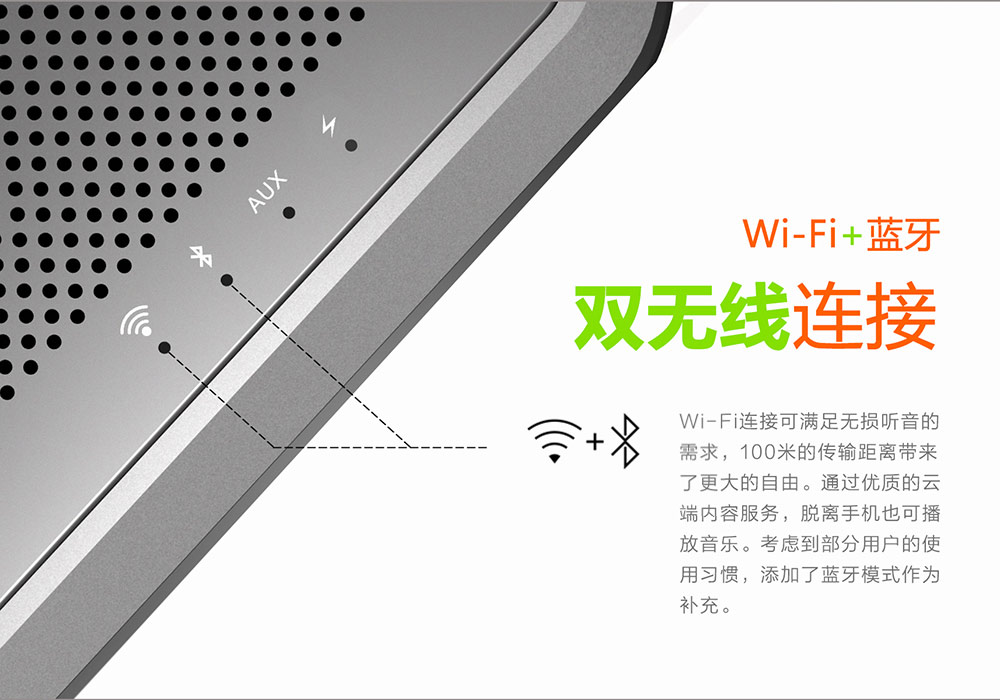 AUX
Wi-Fi+蓝牙
双无线连接
+
Wi-Fi连接可满足无损听音的
需求，100米的传输距离带来
了更大的自由。通过优质的云
端内容服务，脱离手机也可播
放音乐。考虑到部分用户的使
用习惯，添加了蓝牙模式作为
补充。